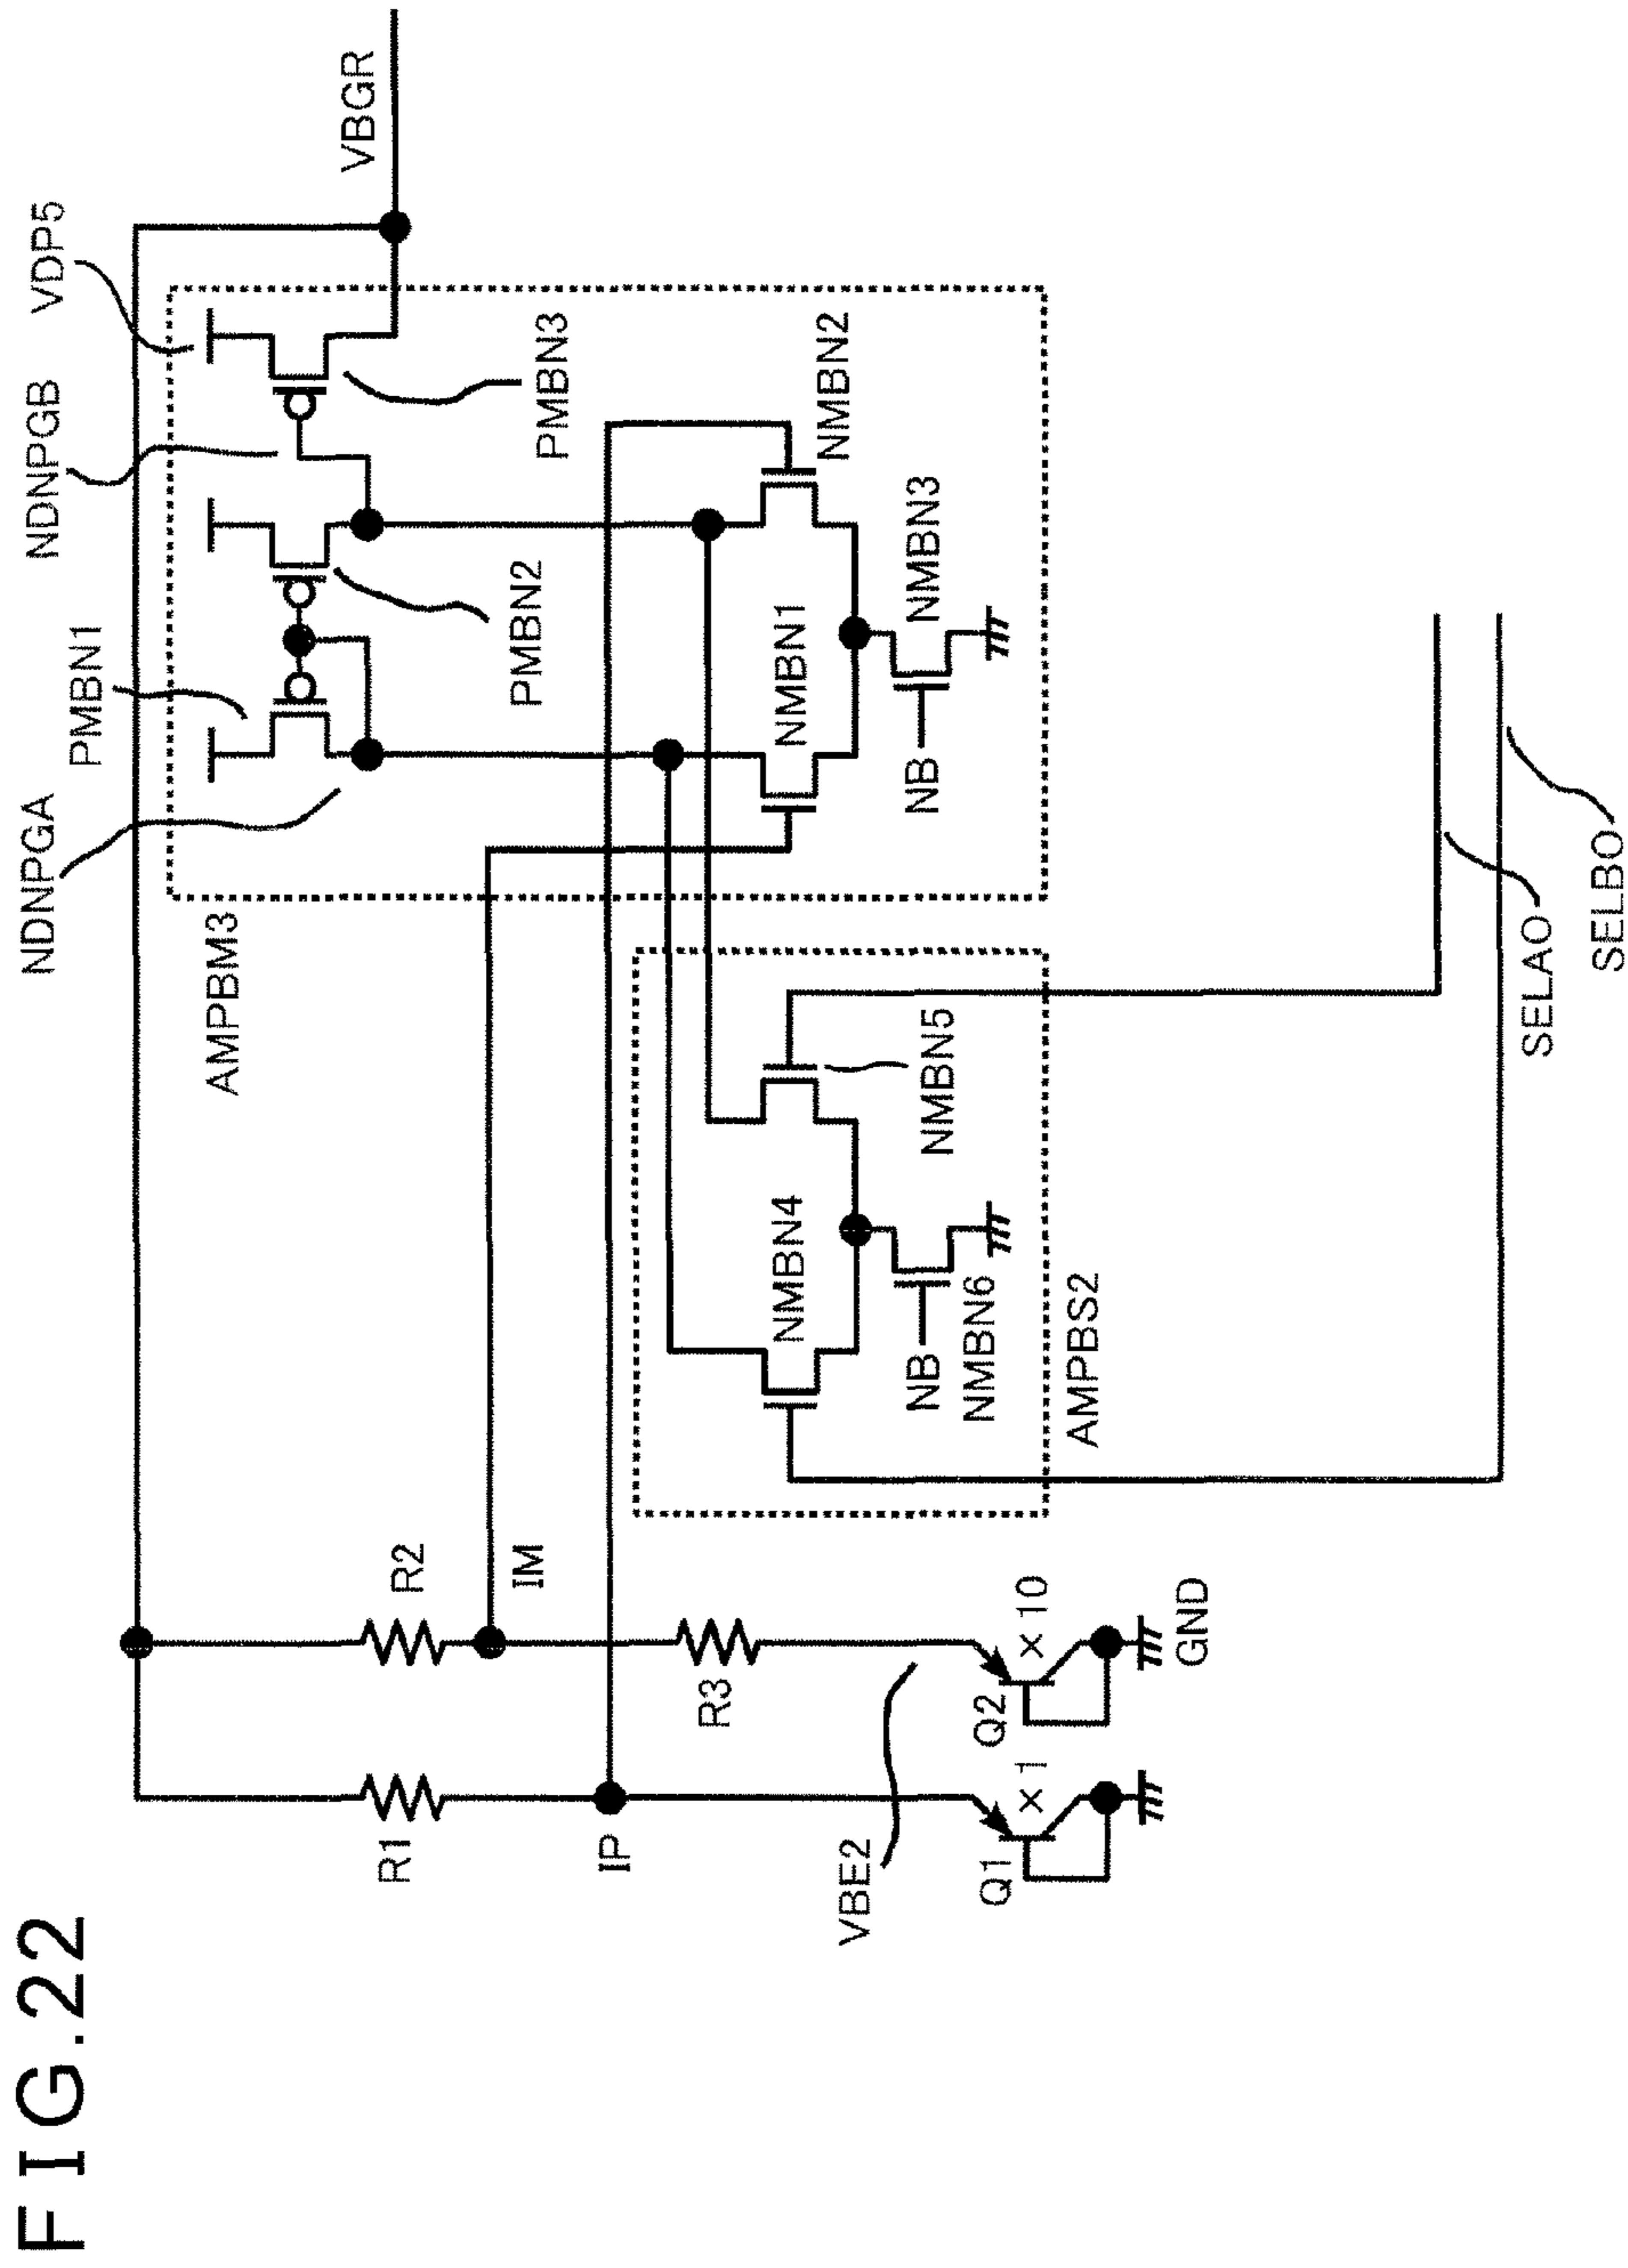 FIG.22
NDNPGA
PMBN1
NDNPGB
VDP5
VBGR
AMPBM3
PMBN2
PMBN3
R1
R2
IM
IP
R3
NMBN1
NMBN2
NMBN4
NMBN5
NB
NMBN3
VBE2
NB
NMBN6
Q1
×1
Q2
×10
GND
AMPBS2
SELAO
SELBO